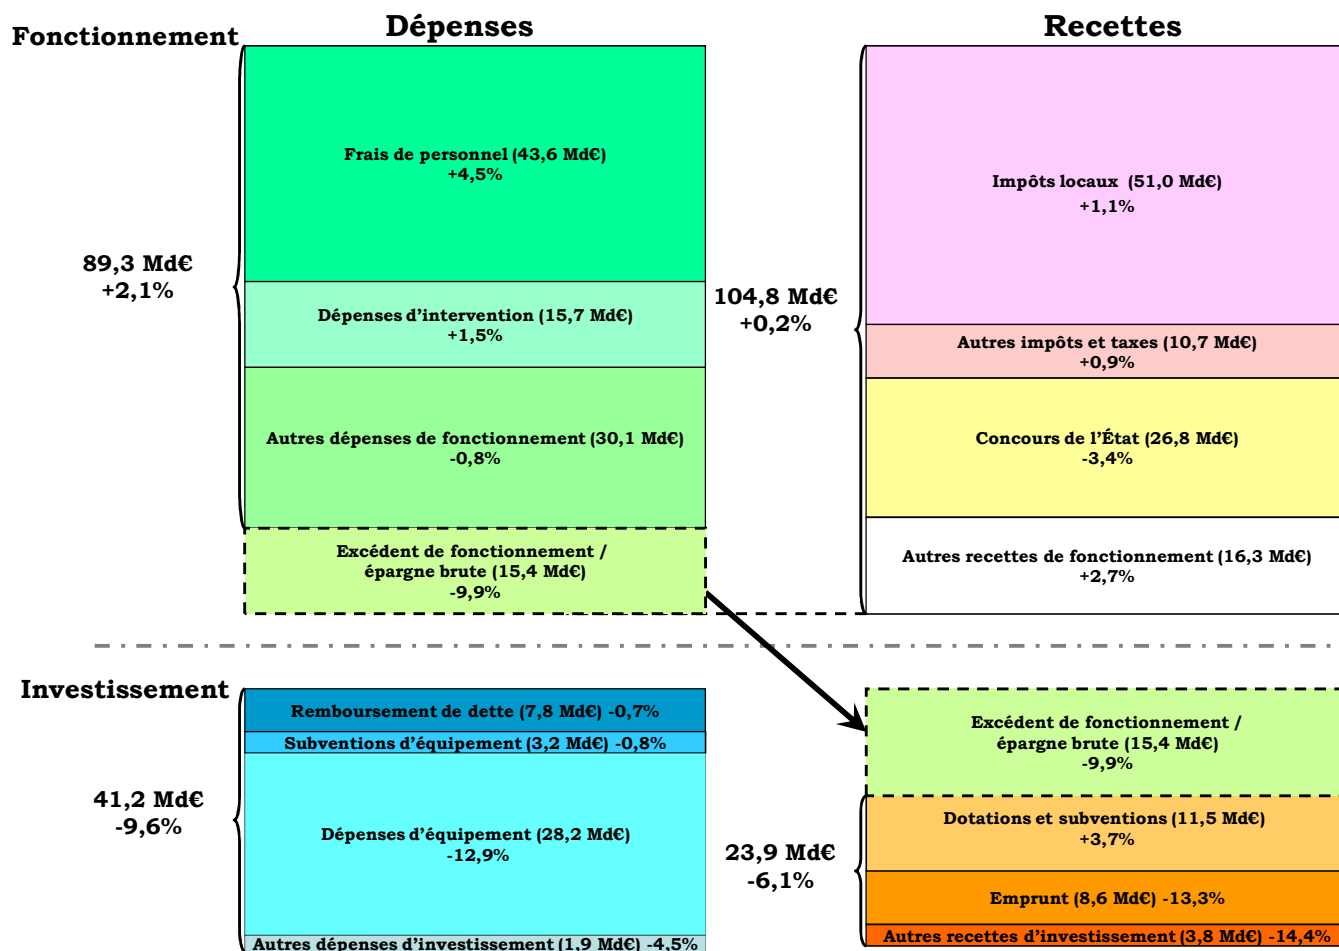 Fonctionnement
Dépenses
Recettes
89,3 Md€
+2,1%
Frais de personnel (43,6 Md€)
+4,5%
Dépenses d’intervention (15,7 Md€)
+1,5%
Autres dépenses de fonctionnement (30,1 Md€)
-0,8%
Excédent de fonctionnement /
épargne brute (15,4 Md€)
-9,9%
104,8 Md€
+0,2%
Impôts locaux (51,0 Md€)
+1,1%
Autres impôts et taxes (10,7 Md€)
+0,9%
Concours de l’État (26,8 Md€)
-3,4%
Autres recettes de fonctionnement (16,3 Md€)
+2,7%
Investissement
41,2 Md€
-9,6%
Remboursement de dette (7,8 Md€) -0,7%
Subventions d’équipement (3,2 Md€) -0,8%
Dépenses d’équipement (28,2 Md€)
-12,9%
Autres dépenses d’investissement (1,9 Md€) -4,5%
Excédent de fonctionnement /
épargne brute (15,4 Md€)
-9,9%
23,9 Md€
-6,1%
Dotations et subventions (11,5 Md€)
+3,7%
Emprunt (8,6 Md€) -13,3%
Autres recettes d’investissement (3,8 Md€) -14,4%